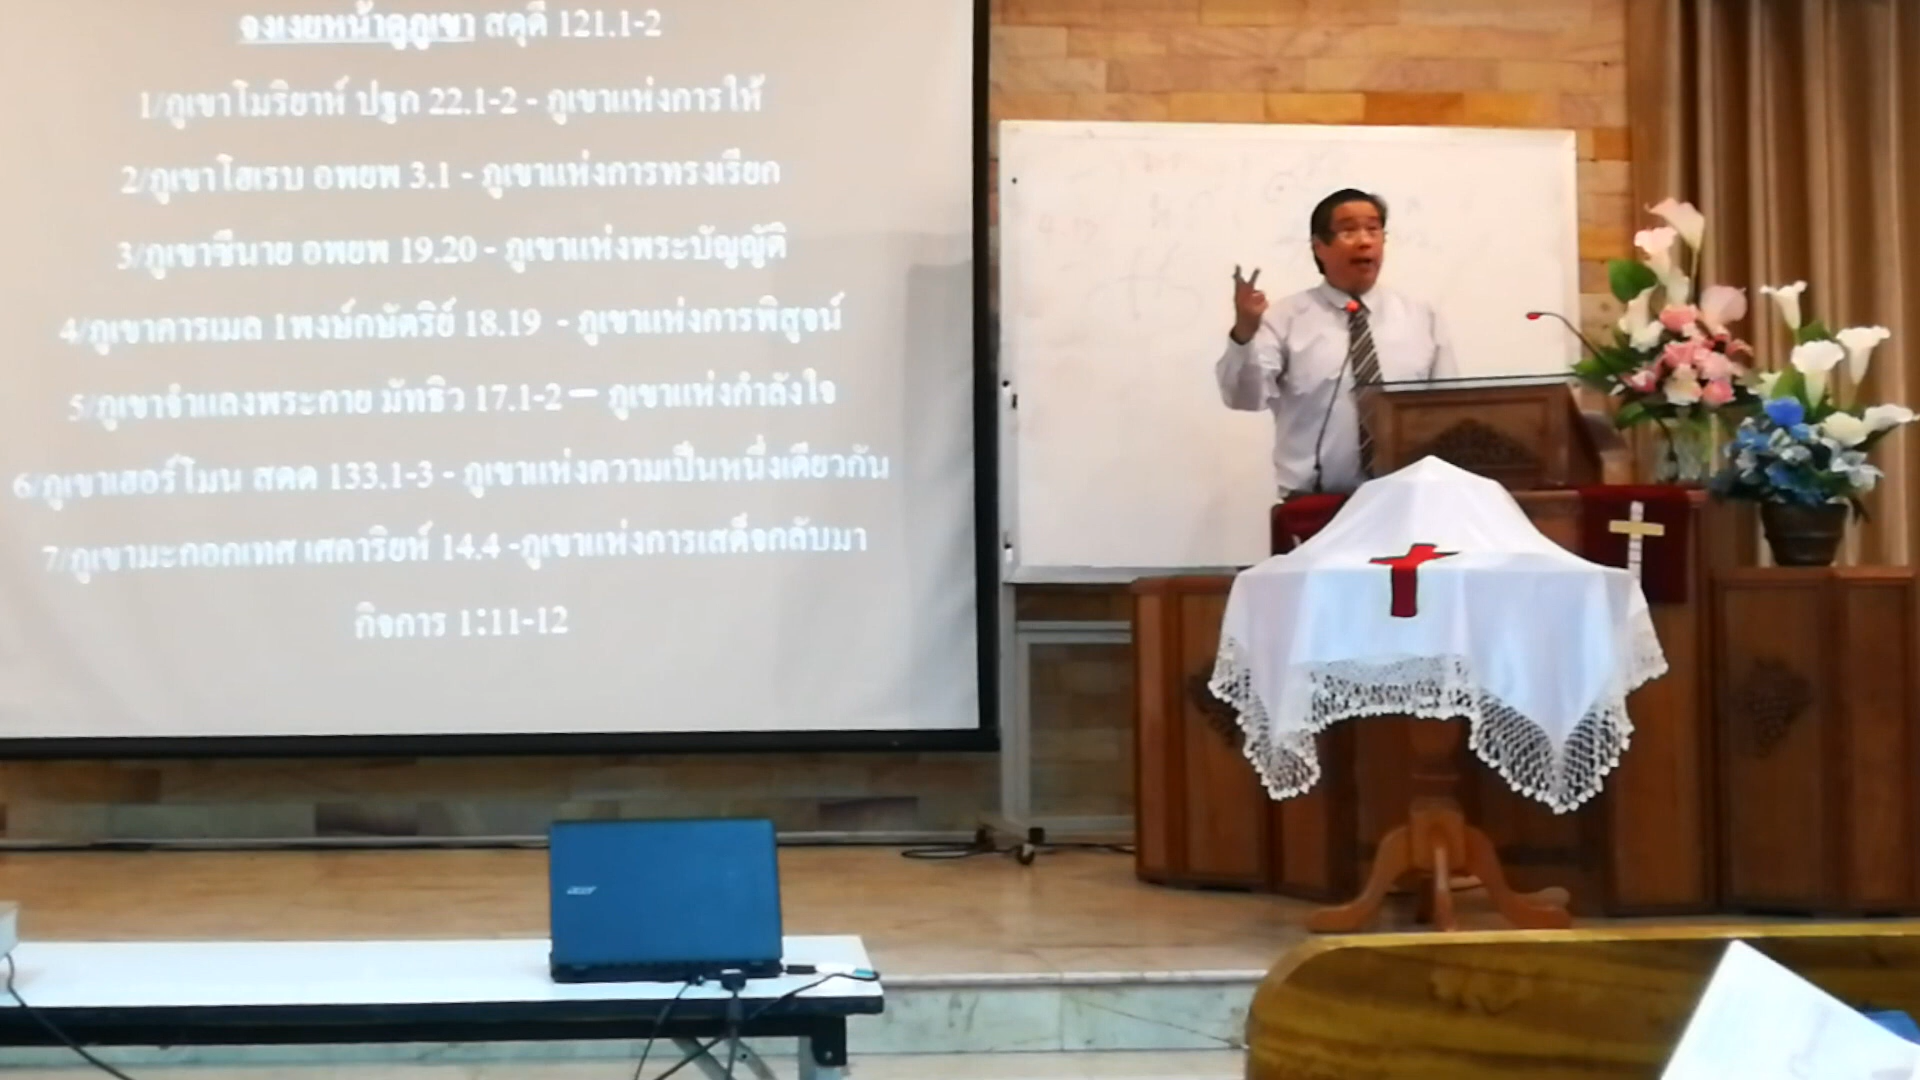 จงเงยหน้าดูภูเขา สดุดี 121.1-2
1/ภูเขาโมริยาห์ ปฐก 22.1-2 - ภูเขาแห่งการให้
2/ภูเขาโฮเรบ อพยพ 3.1 - ภูเขาแห่งการทรงเรียก
3/ภูเขาซีนาย อพยพ 19.20 - ภูเขาแห่งพระบัญญัติ
4/ภูเขาคารเมล 1พงษ์กษัตริย์ 18.19 - ภูเขาแห่งการพิสูจน์
5/ภูเขาจำแลงพระกาย มัทธิว 17.1-2 – ภูเขาแห่งกำลังใจ
6/ภูเขาเฮอร์โมน สดด 133.1-3 - ภูเขาแห่งความเป็นหนึ่งเดียวกัน
7/ภูเขามะกอกเทศ เศคาริยห์ 14.4 -ภูเขาแห่งการเสด็จกลับมา
กิจการ 1:11-12
acer